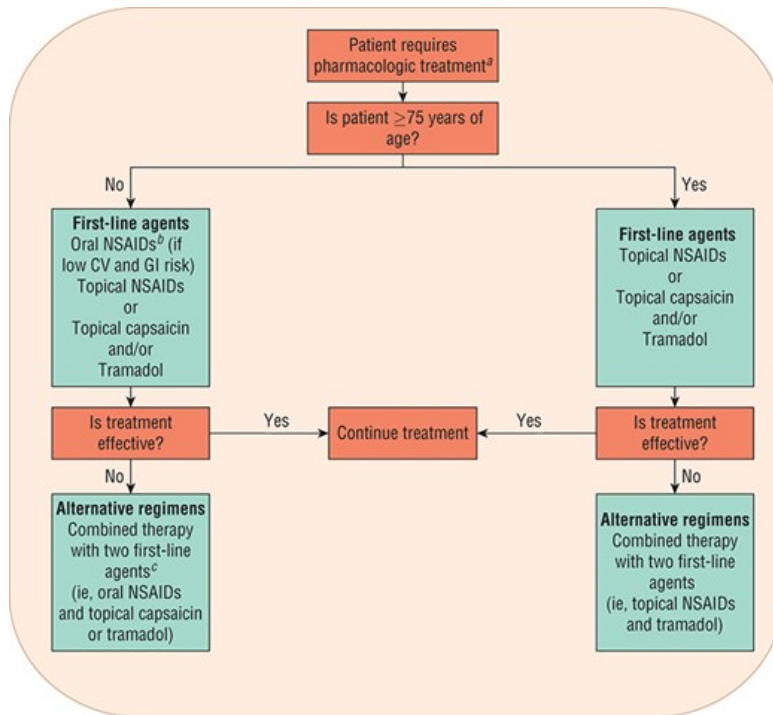 Patient requires
pharmacologic treatmentᵃ
Is patient ≥75 years of
age?
No
Yes
First-line agents
Oral NSAIDsᵇ (if
low CV and GI risk)
Topical NSAIDs
or
Topical capsaicin
and/or
Tramadol
First-line agents
Topical NSAIDs
or
Topical capsaicin
and/or
Tramadol
Is treatment
effective?
Yes
Continue treatment
Yes
Is treatment
effective?
No
No
Alternative regimens
Combined therapy
with two first-line
agentsᶜ
(ie, oral NSAIDs
and topical capsaicin
or tramadol)
Alternative regimens
Combined therapy
with two first-line
agents
(ie, topical NSAIDs
and tramadol)